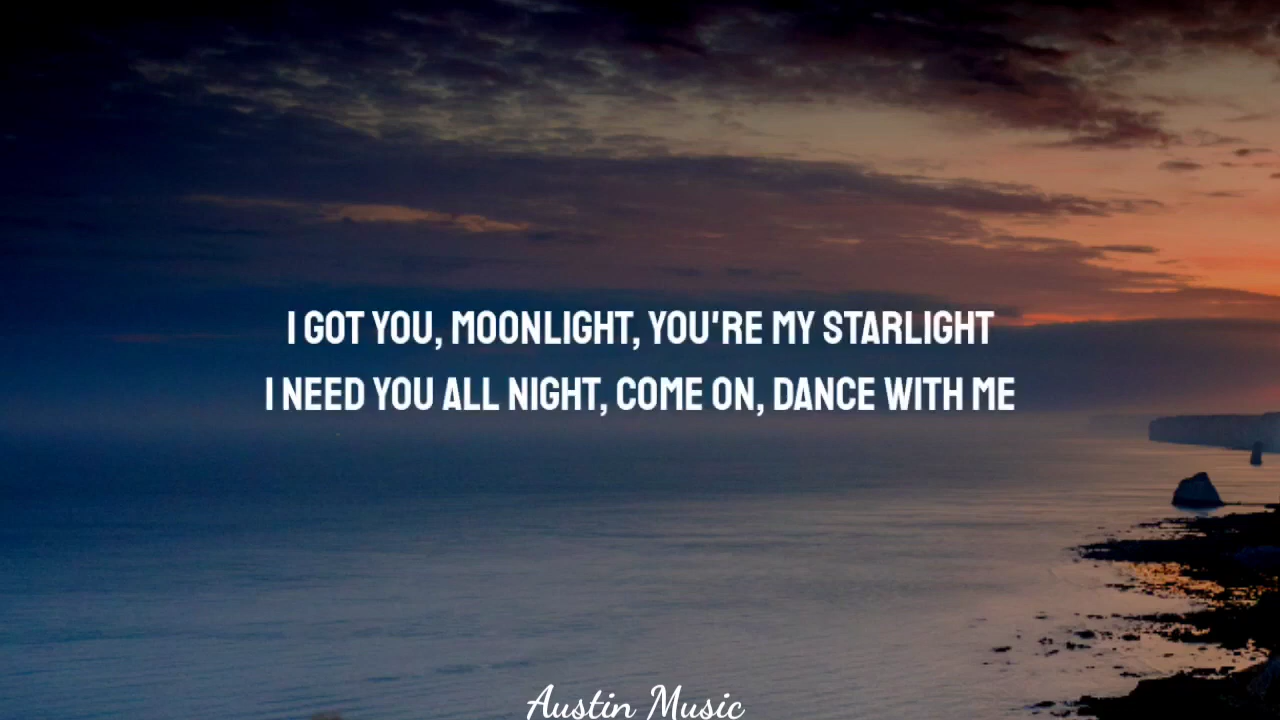 I GOT YOU, MOONLIGHT, YOU'RE MY STARLIGHT
I NEED YOU ALL NIGHT, COME ON, DANCE WITH ME
Austin Music